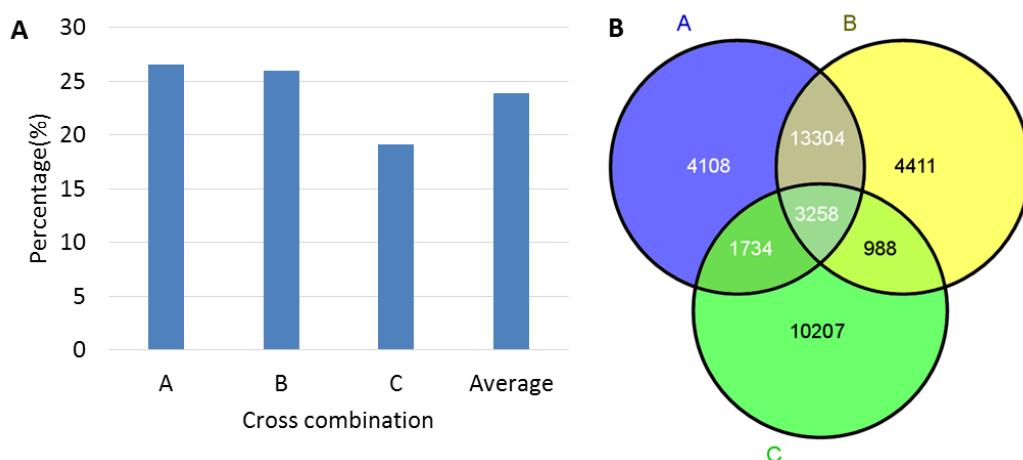 A
30
25
20
15
10
5
0
Percentage(%)
A B C Average
Cross combination
B
A
B
13304
4108
4411
3258
1734
988
10207
C